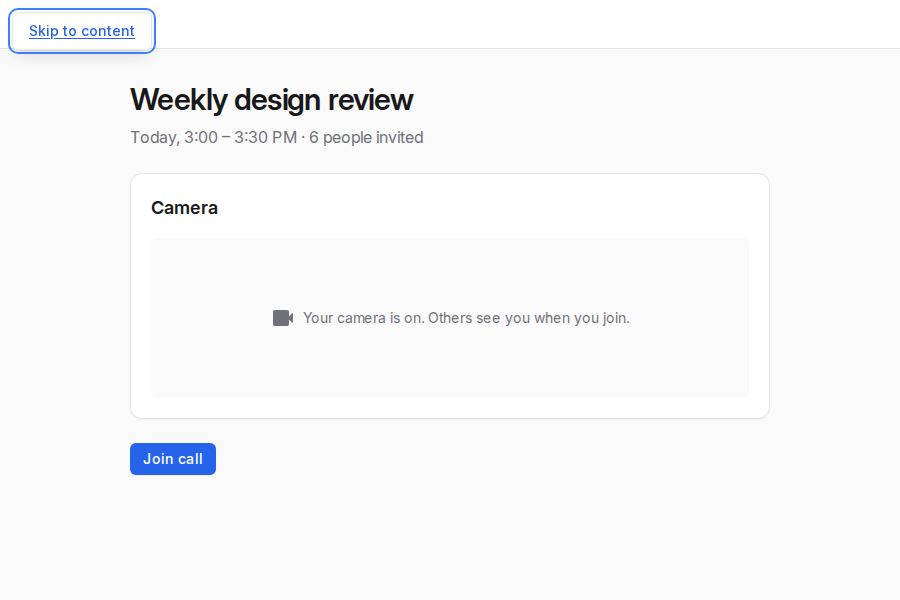 Skip to content
Weekly design review
Today, 3:00 – 3:30 PM · 6 people invited
Camera
Your camera is on. Others see you when you join.
Join call